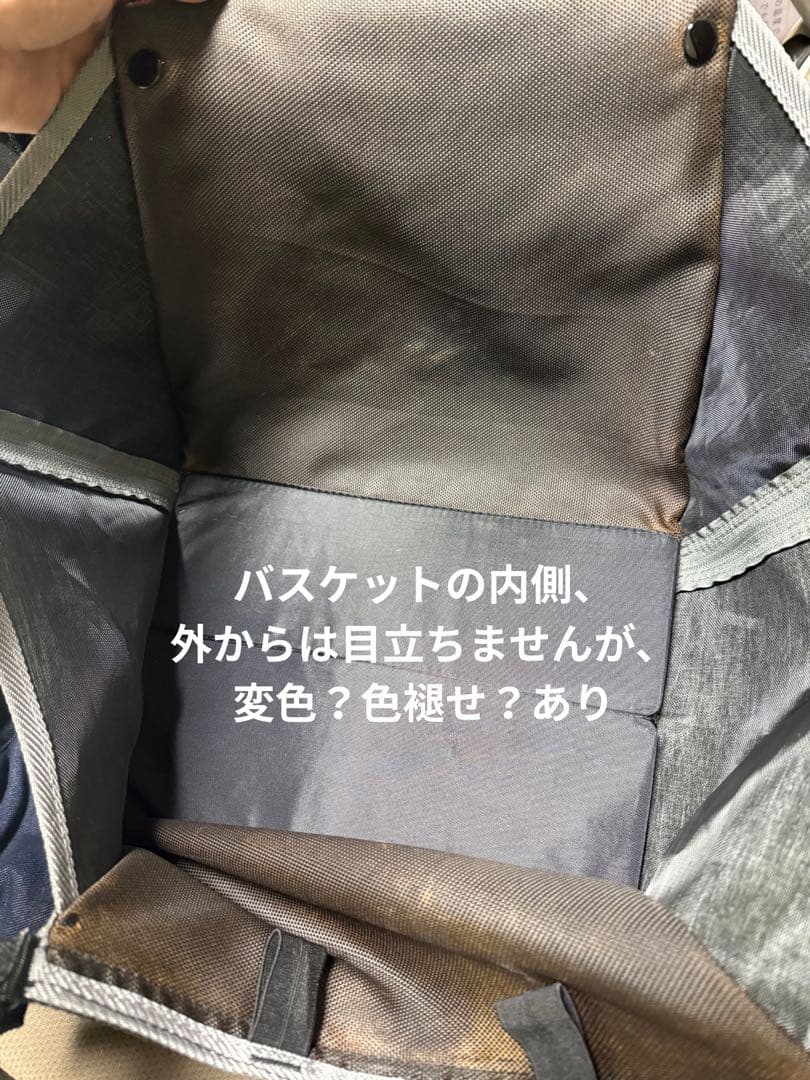 バスケットの内側、
外からは目立ちませんが、
変色？色褪せ？あり